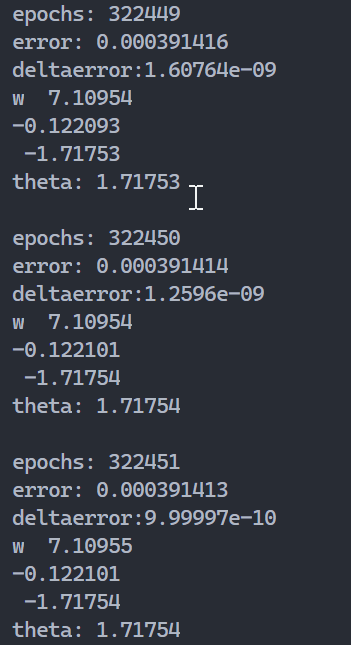 epochs: 322449
error: 0.000391416
deltaerror:1.60764e-09
w  7.10954
-0.122093
 -1.71753
theta: 1.71753

epochs: 322450
error: 0.000391414
deltaerror:1.2596e-09
w  7.10954
-0.122101
 -1.71754
theta: 1.71754

epochs: 322451
error: 0.000391413
deltaerror:9.99997e-10
w  7.10955
-0.122101
 -1.71754
theta: 1.71754